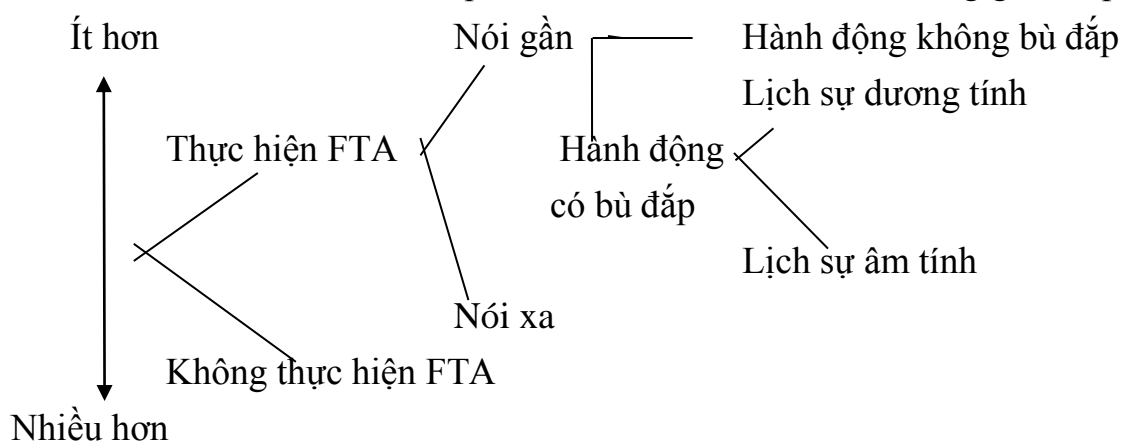 Ít hơn Nói gần Hành động không bù đắp
Lịch sự dương tính
Thực hiện FTA Hành động
có bù đắp
Lịch sự âm tính
Nói xa
Không thực hiện FTA
Nhiều hơn